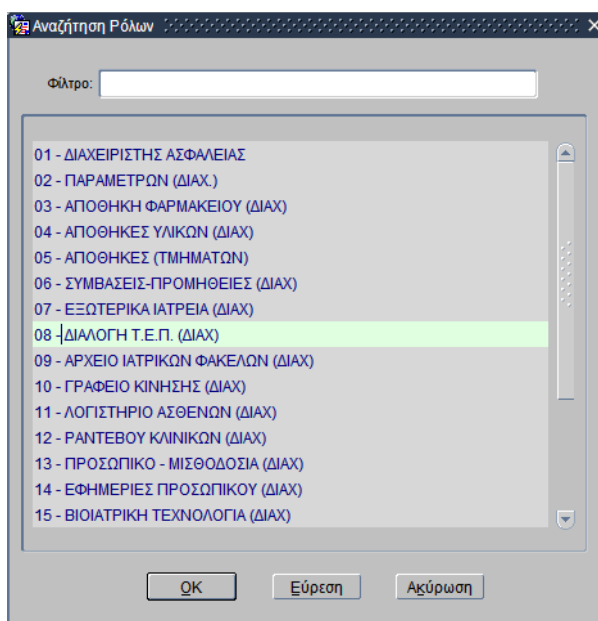 Αναζήτηση Ρόλων
Φίλτρο:
01 - ΔΙΑΧΕΙΡΙΣΤΗΣ ΑΣΦΑΛΕΙΑΣ
02 - ΠΑΡΑΜΕΤΡΩΝ (ΔΙΑΧ.)
03 - ΑΠΟΘΗΚΗ ΦΑΡΜΑΚΕΙΟΥ (ΔΙΑΧ)
04 - ΑΠΟΘΗΚΕΣ ΥΛΙΚΩΝ (ΔΙΑΧ)
05 - ΑΠΟΘΗΚΕΣ (ΤΜΗΜΑΤΩΝ)
06 - ΣΥΜΒΑΣΕΙΣ-ΠΡΟΜΗΘΕΙΕΣ (ΔΙΑΧ)
07 - ΕΞΩΤΕΡΙΚΑ ΙΑΤΡΕΙΑ (ΔΙΑΧ)
08 - ΔΙΑΛΟΓΗ Τ.Ε.Π. (ΔΙΑΧ)
09 - ΑΡΧΕΙΟ ΙΑΤΡΙΚΩΝ ΦΑΚΕΛΩΝ (ΔΙΑΧ)
10 - ΓΡΑΦΕΙΟ ΚΙΝΗΣΗΣ (ΔΙΑΧ)
11 - ΛΟΓΙΣΤΗΡΙΟ ΑΣΘΕΝΩΝ (ΔΙΑΧ)
12 - ΡΑΝΤΕΒΟΥ ΚΛΙΝΙΚΩΝ (ΔΙΑΧ)
13 - ΠΡΟΣΩΠΙΚΟ - ΜΙΣΘΟΔΟΣΙΑ (ΔΙΑΧ)
14 - ΕΦΗΜΕΡΙΕΣ ΠΡΟΣΩΠΙΚΟΥ (ΔΙΑΧ)
15 - ΒΙΟΙΑΤΡΙΚΗ ΤΕΧΝΟΛΟΓΙΑ (ΔΙΑΧ)
OK Εύρεση Ακύρωση